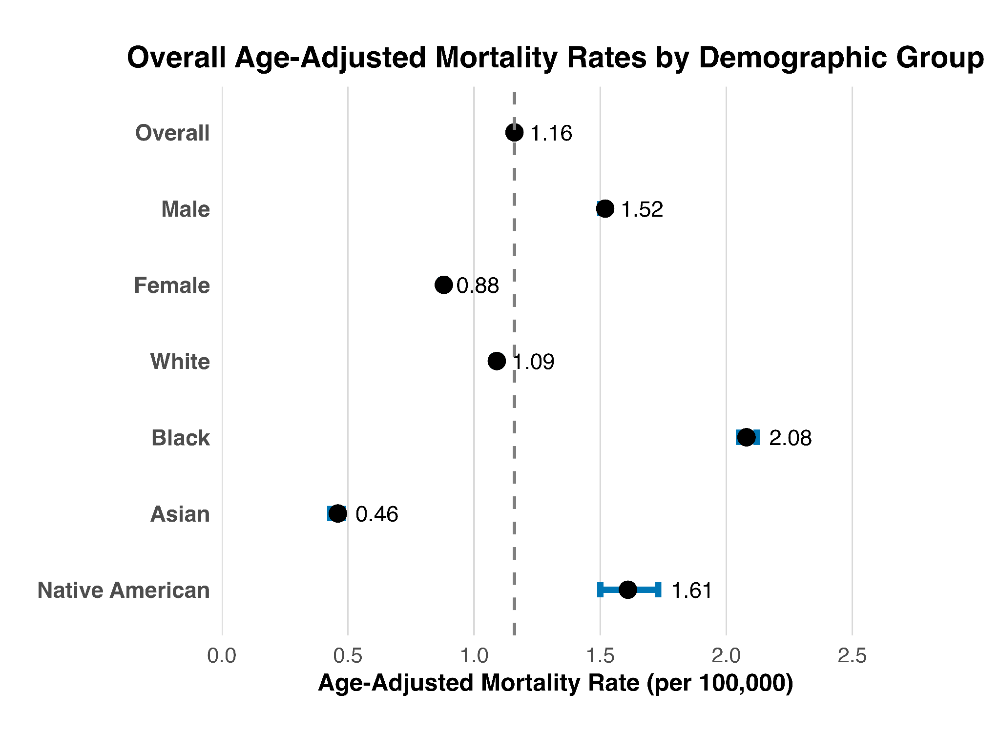 Overall Age-Adjusted Mortality Rates by Demographic Group
Overall 1.16
Male 1.52
Female 0.88
White 1.09
Black 2.08
Asian 0.46
Native American 1.61
0.0 0.5 1.0 1.5 2.0 2.5
Age-Adjusted Mortality Rate (per 100,000)